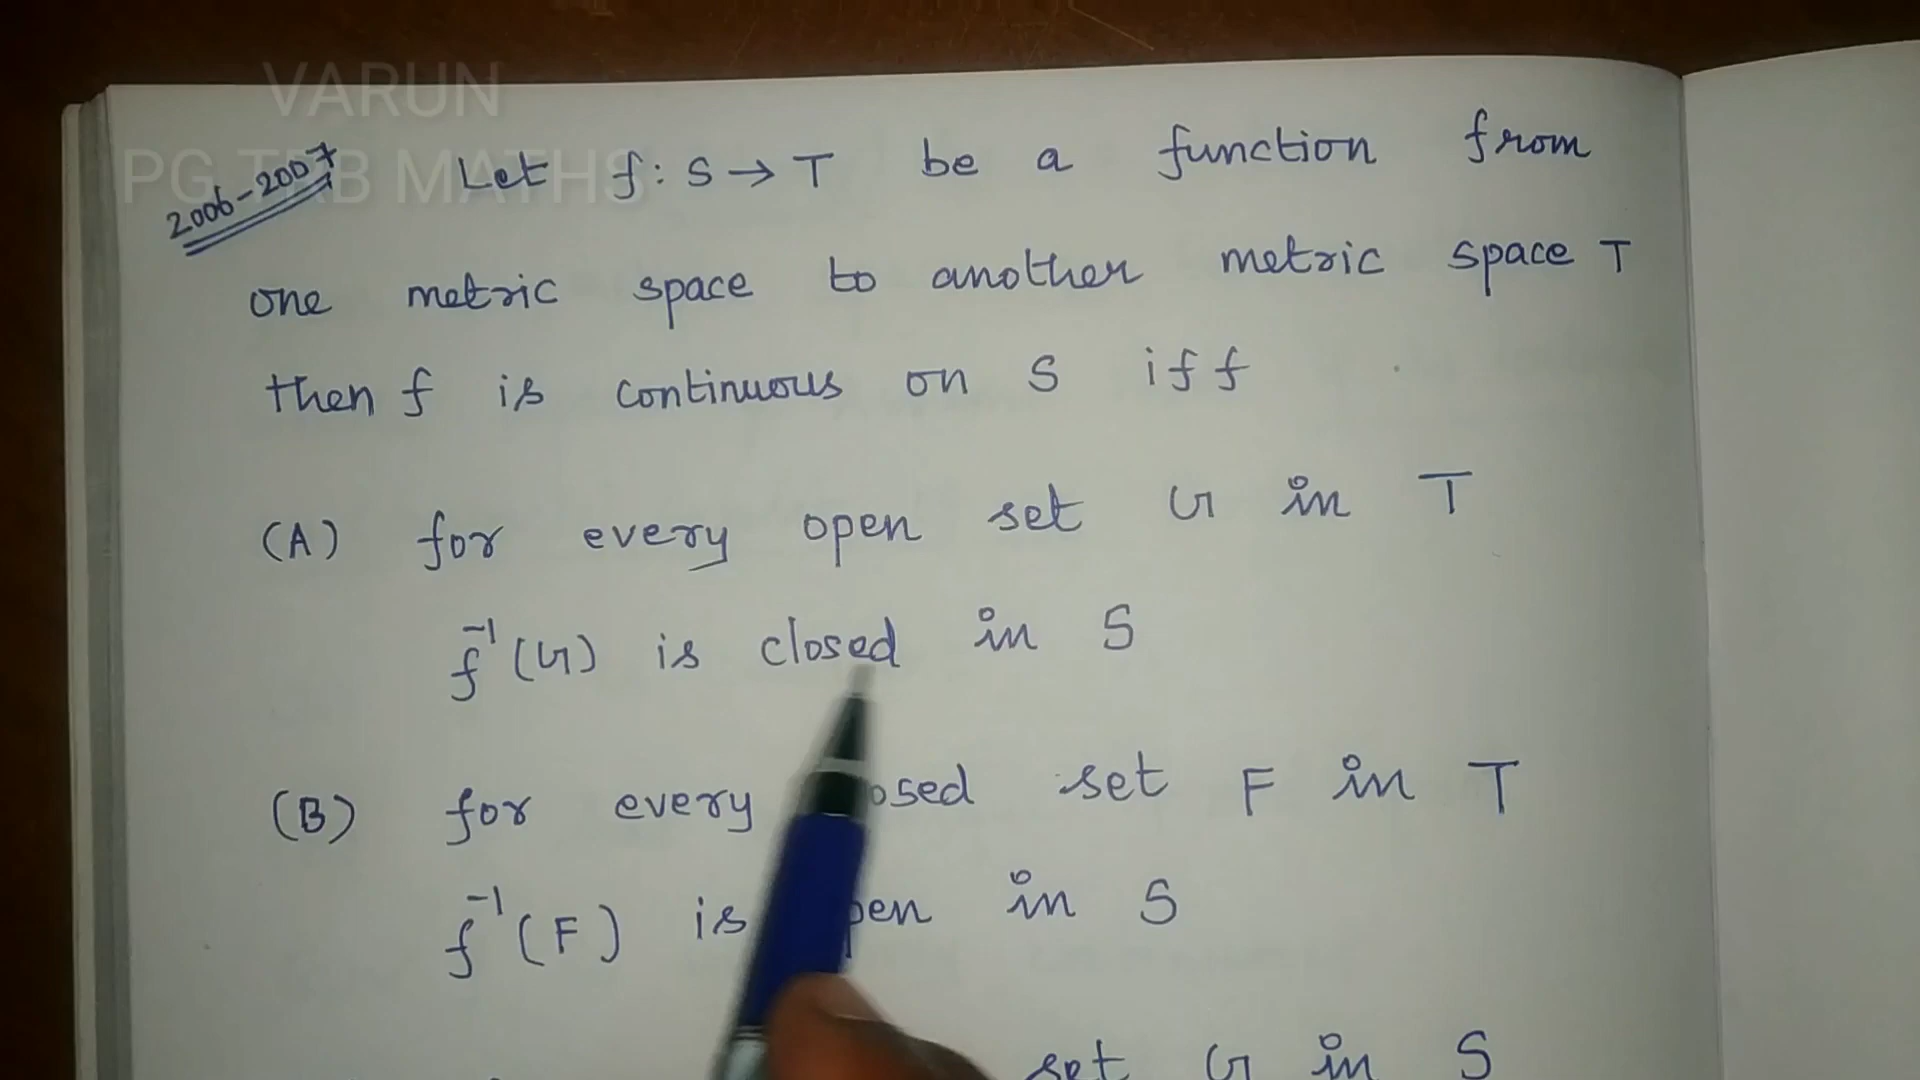 VARUN
PG TRB MATHS
2006-2007
Let f: S → T be a function from
one metric space to another metric space T
then f is continuous on S iff
(A) for every open set G in T
f⁻¹(G) is closed in S
(B) for every closed set F in T
f⁻¹(F) is open in S
set G in S